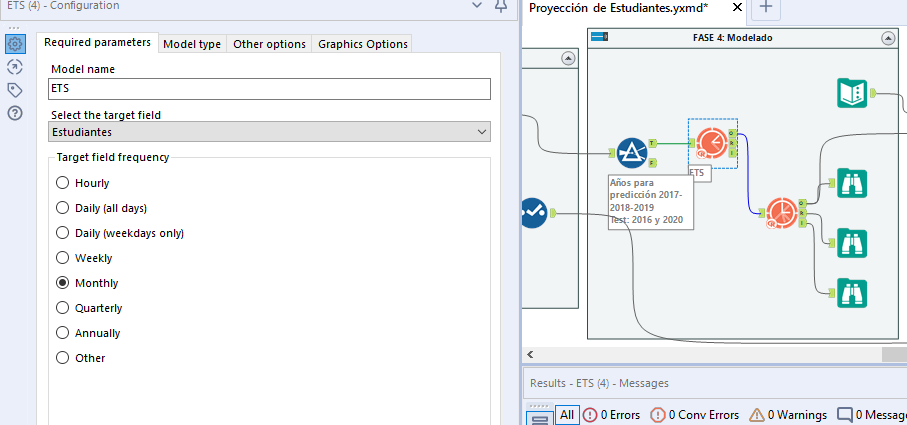 ETS (4) - Configuration
Required parameters
Model type
Other options
Graphics Options
Model name
ETS
Select the target field
Estudiantes
Target field frequency
Hourly
Daily (all days)
Daily (weekdays only)
Weekly
Monthly
Quarterly
Annually
Other
Proyección de Estudiantes.yxmd*
FASE 4: Modelado
T
F
O
R
I
ETS
Años para
predicción 2017-
2018-2019
Test: 2016 y 2020
O
R
I
Results - ETS (4) - Messages
All
0 Errors
0 Conv Errors
0 Warnings
0 Message